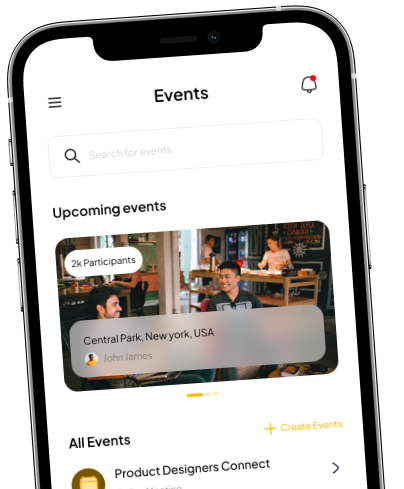 Events
Search for events
Upcoming events
2k Participants
Central Park, New york, USA
John James
All Events
Create Events
Product Designers Connect
Meeting